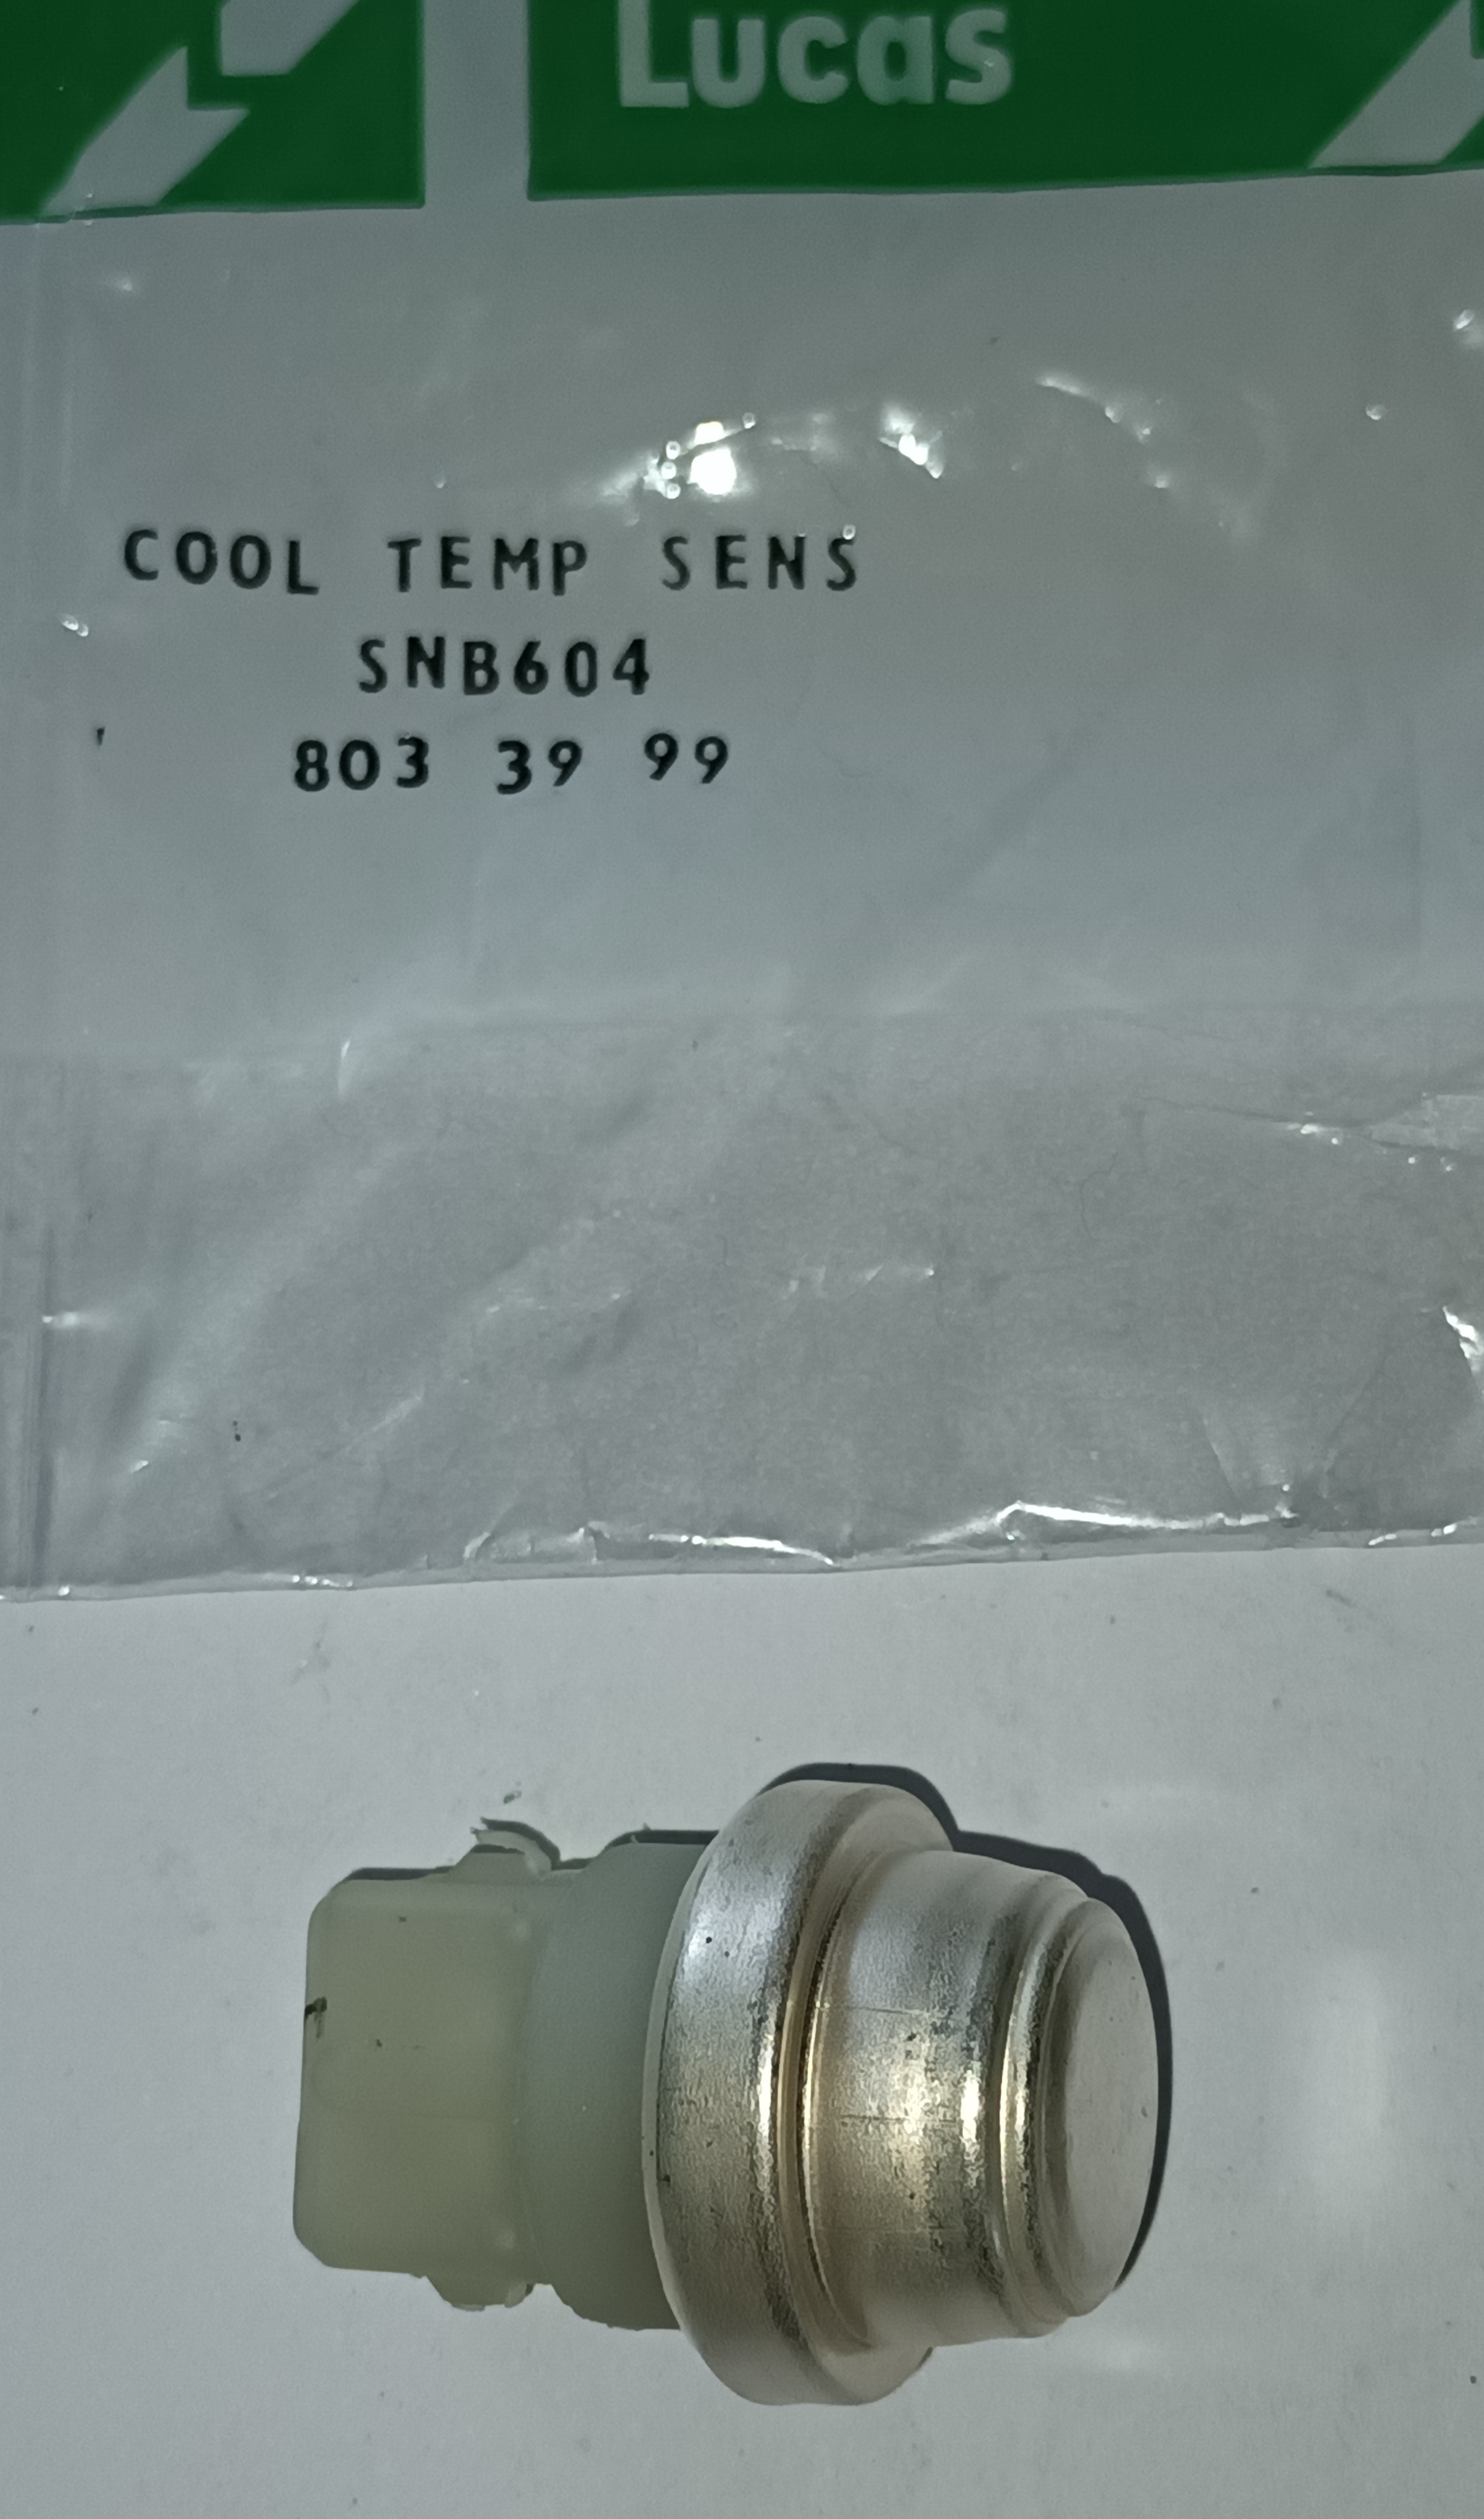 Lucas
COOL TEMP SENS
SNB604
803 39 99